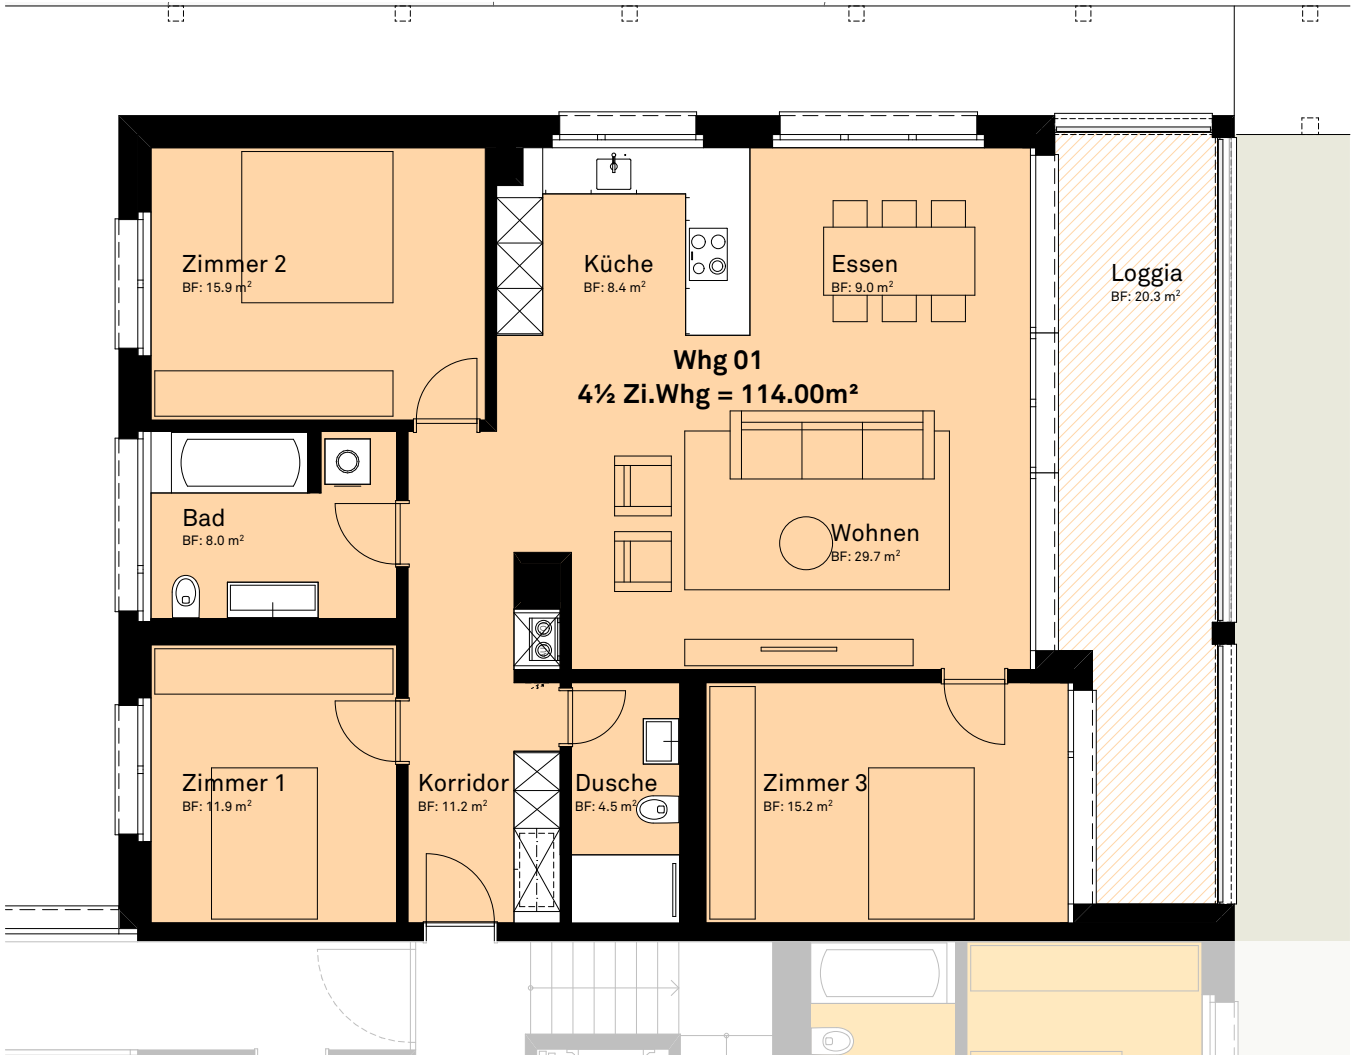 Zimmer 2
BF: 15.9 m²
Küche
BF: 8.4 m²
Essen
BF: 9.0 m²
Loggia
BF: 20.3 m²
Whg 01
4½ Zi.Whg = 114.00m²
Bad
BF: 8.0 m²
Wohnen
BF: 29.7 m²
Zimmer 1
BF: 11.9 m²
Korridor
BF: 11.2 m²
Dusche
BF: 4.5 m²
Zimmer 3
BF: 15.2 m²